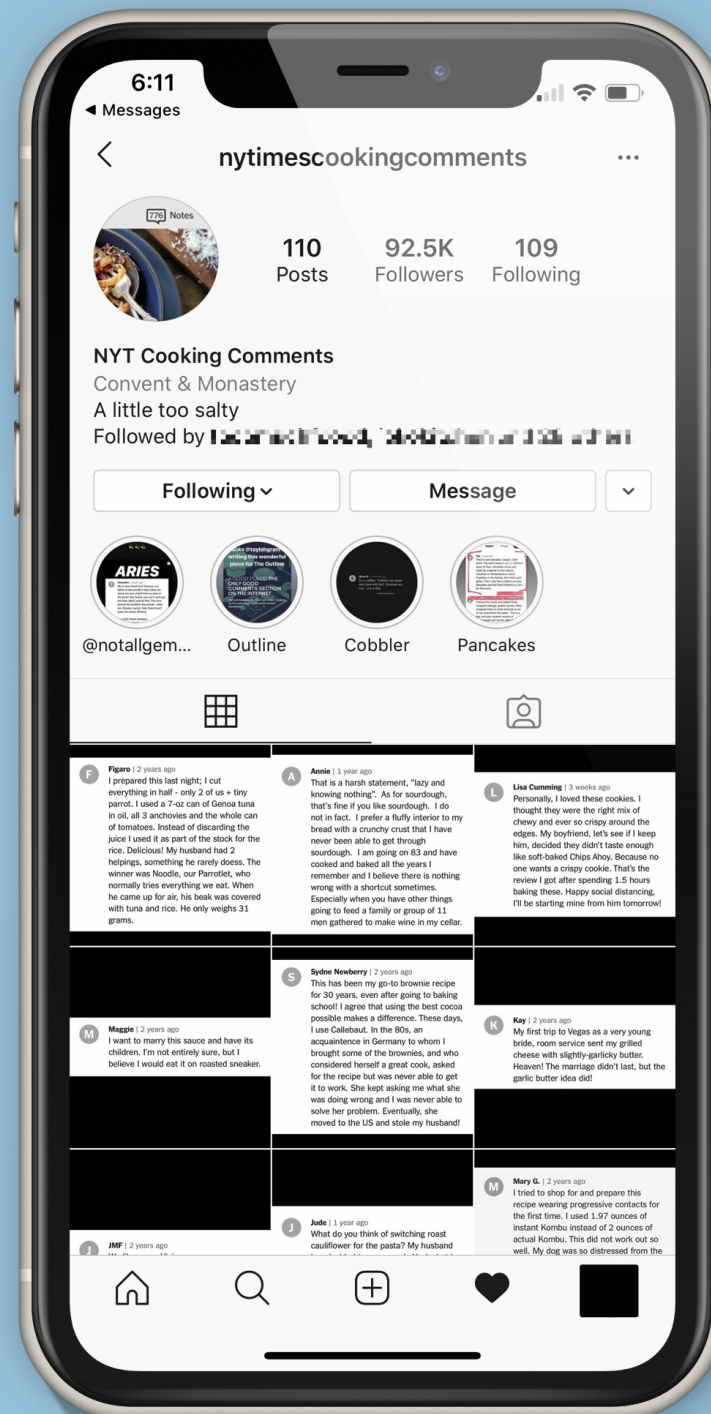 6:11
◀ Messages
nytimescookingcomments
776 Notes
110 92.5K 109
Posts Followers Following
NYT Cooking Comments
Convent & Monastery
A little too salty
Followed by
Following Message
ARIES
@notallgem... Outline Cobbler Pancakes
F Figaro | 2 years ago
I prepared this last night; I cut
everything in half - only 2 of us + tiny
parrot. I used a 7-oz can of Genoa tuna
in oil, all 3 anchovies and the whole can
of tomatoes. Instead of discarding the
juice I used it as part of the stock for the
rice. Delicious! My husband had 2
helpings, something he rarely doess. The
winner was Noodle, our Parrotlet, who
normally tries everything we eat. When
he came up for air, his beak was covered
with tuna and rice. He only weighs 31
grams.
A Annie | 1 year ago
That is a harsh statement, "lazy and
knowing nothing".  As for sourdough,
that's fine if you like sourdough.  I do
not in fact.  I prefer a fluffy interior to my
bread with a crunchy crust that I have
never been able to get through
sourdough.  I am going on 83 and have
cooked and baked all the years I
remember and I believe there is nothing
wrong with a shortcut sometimes.
Especially when you have other things
going to feed a family or group of 11
men gathered to make wine in my cellar.
L Lisa Cumming | 3 weeks ago
Personally, I loved these cookies. I
thought they were the right mix of
chewy and ever so crispy around the
edges. My boyfriend, let's see if I keep
him, decided they didn't taste enough
like soft-baked Chips Ahoy. Because no
one wants a crispy cookie. That's the
review I got after spending 1.5 hours
baking these. Happy social distancing,
I'll be starting mine from him tomorrow!
M Maggie | 2 years ago
I want to marry this sauce and have its
children. I'm not entirely sure, but I
believe I would eat it on roasted sneaker.
S Sydne Newberry | 2 years ago
This has been my go-to brownie recipe
for 30 years, even after going to baking
school! I agree that using the best cocoa
possible makes a difference. These days,
I use Callebaut. In the 80s, an
acquaintence in Germany to whom I
brought some of the brownies, and who
considered herself a great cook, asked
for the recipe but was never able to get
it to work. She kept asking me what she
was doing wrong and I was never able to
solve her problem. Eventually, she
moved to the US and stole my husband!
K Kay | 2 years ago
My first trip to Vegas as a very young
bride, room service sent my grilled
cheese with slightly-garlicky butter.
Heaven! The marriage didn't last, but the
garlic butter idea did!
J JMF | 2 years ago
J Jude | 1 year ago
What do you think of switching roast
cauliflower for the pasta? My husband
M Mary G. | 2 years ago
I tried to shop for and prepare this
recipe wearing progressive contacts for
the first time. I used 1.97 ounces of
instant Kombu instead of 2 ounces of
actual Kombu. This did not work out so
well. My dog was so distressed from the